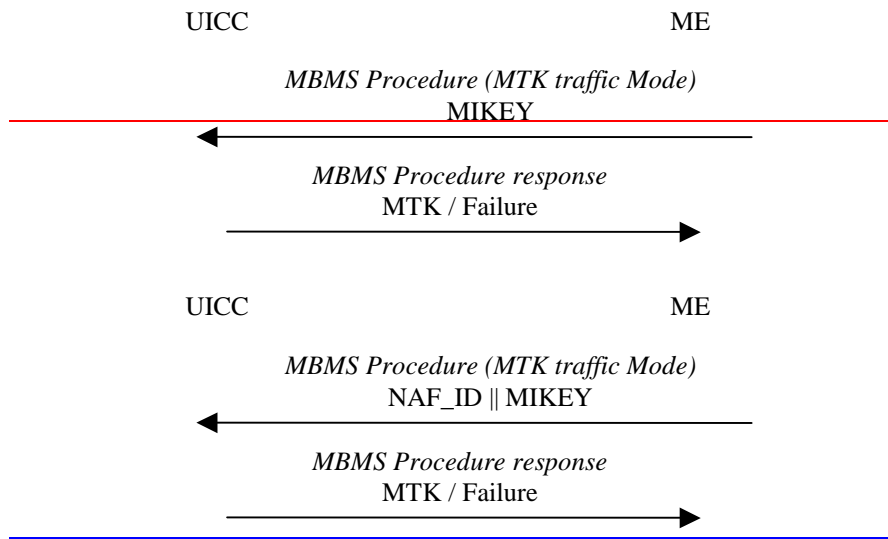 UICC ME
MBMS Procedure (MTK traffic Mode)
MIKEY
MBMS Procedure response
MTK / Failure
UICC ME
MBMS Procedure (MTK traffic Mode)
NAF_ID || MIKEY
MBMS Procedure response
MTK / Failure